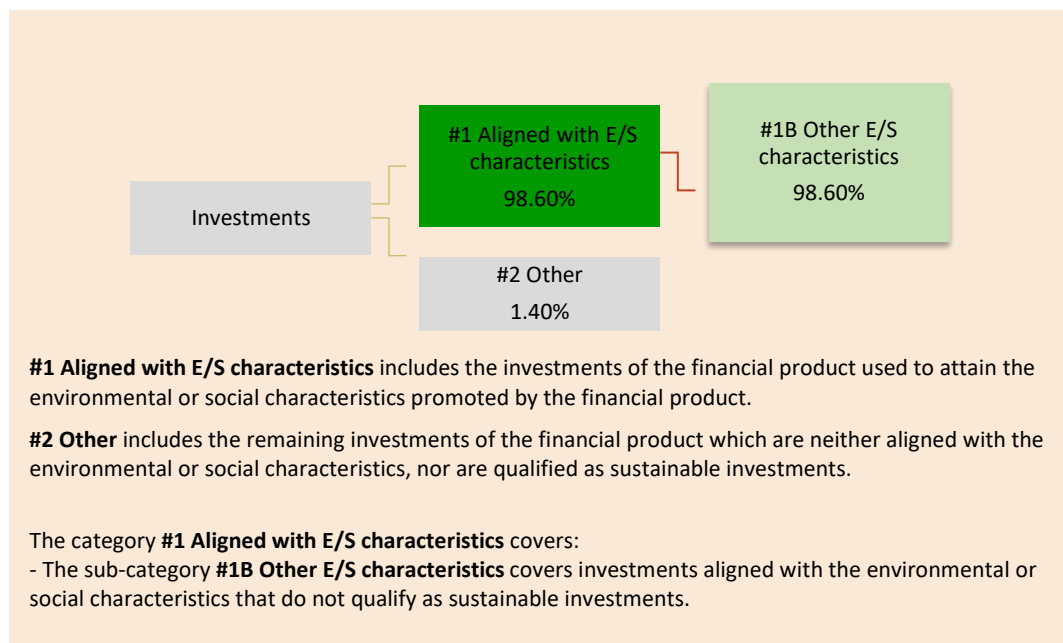 #1 Aligned with E/S
characteristics
98.60%
#1B Other E/S
characteristics
98.60%
Investments
#2 Other
1.40%
#1 Aligned with E/S characteristics includes the investments of the financial product used to attain the
environmental or social characteristics promoted by the financial product.
#2 Other includes the remaining investments of the financial product which are neither aligned with the
environmental or social characteristics, nor are qualified as sustainable investments.
The category #1 Aligned with E/S characteristics covers:
- The sub-category #1B Other E/S characteristics covers investments aligned with the environmental or
social characteristics that do not qualify as sustainable investments.